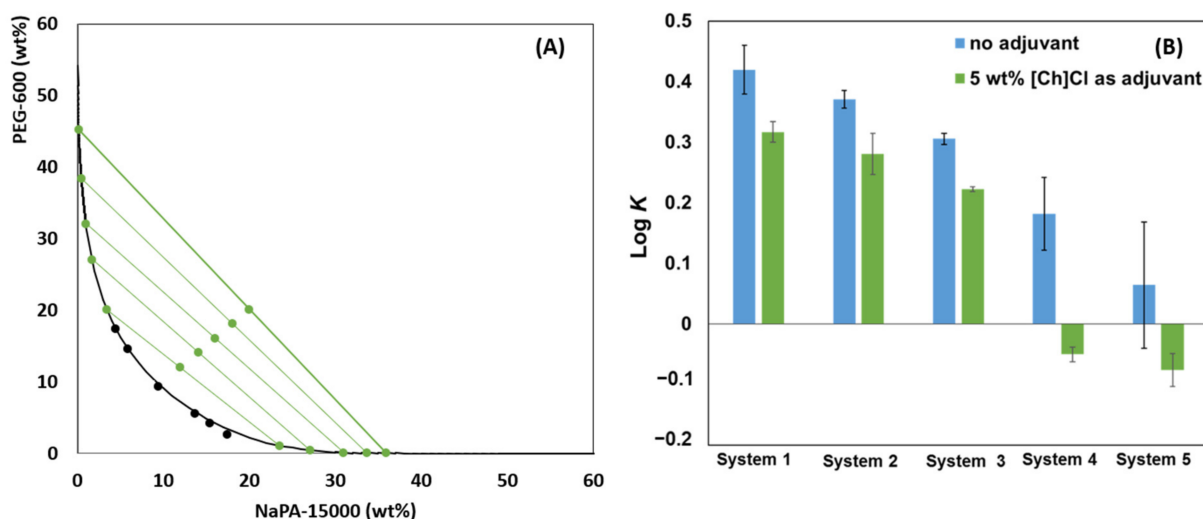 (A)
PEG-600 (wt%)
60
50
40
30
20
10
0
0 10 20 30 40 50 60
NaPA-15000 (wt%)
(B)
no adjuvant
5 wt% [Ch]Cl as adjuvant
Log K
0.5
0.4
0.3
0.2
0.1
0
−0.1
−0.2
System 1 System 2 System 3 System 4 System 5